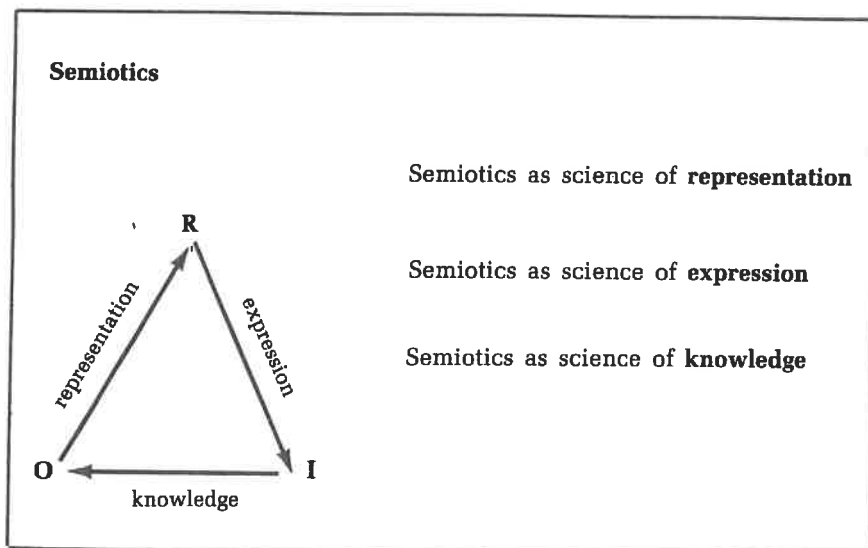 Semiotics
Semiotics as science of representation
R
Semiotics as science of expression
representation
expression
Semiotics as science of knowledge
O
I
knowledge